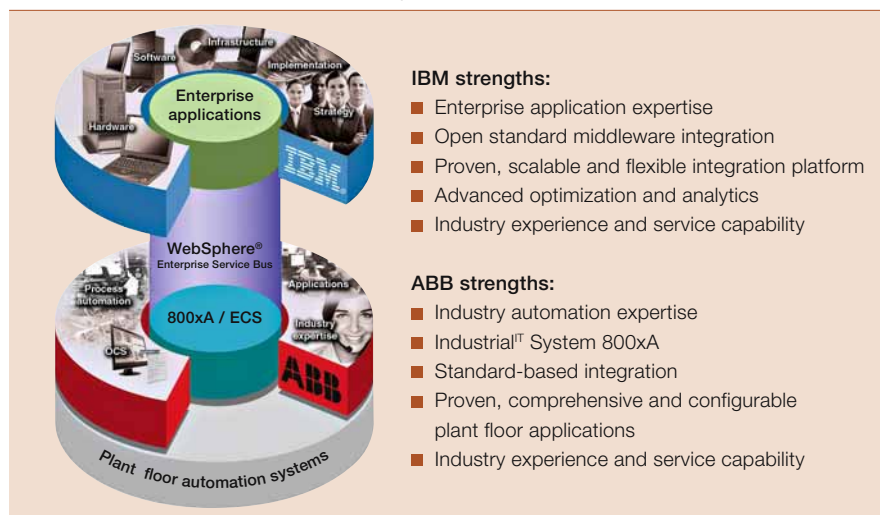 Infrastructure
Software
Implementation
Enterprise
applications
Strategy
Hardware
IBM®
WebSphere®
Enterprise Service Bus
Applications
Process
automation
800xA / ECS
Industry
expertise
OCS
ABB
Plant floor automation systems
IBM strengths:
■ Enterprise application expertise
■ Open standard middleware integration
■ Proven, scalable and flexible integration platform
■ Advanced optimization and analytics
■ Industry experience and service capability
ABB strengths:
■ Industry automation expertise
■ Industrial^IT System 800xA
■ Standard-based integration
■ Proven, comprehensive and configurable
plant floor applications
■ Industry experience and service capability